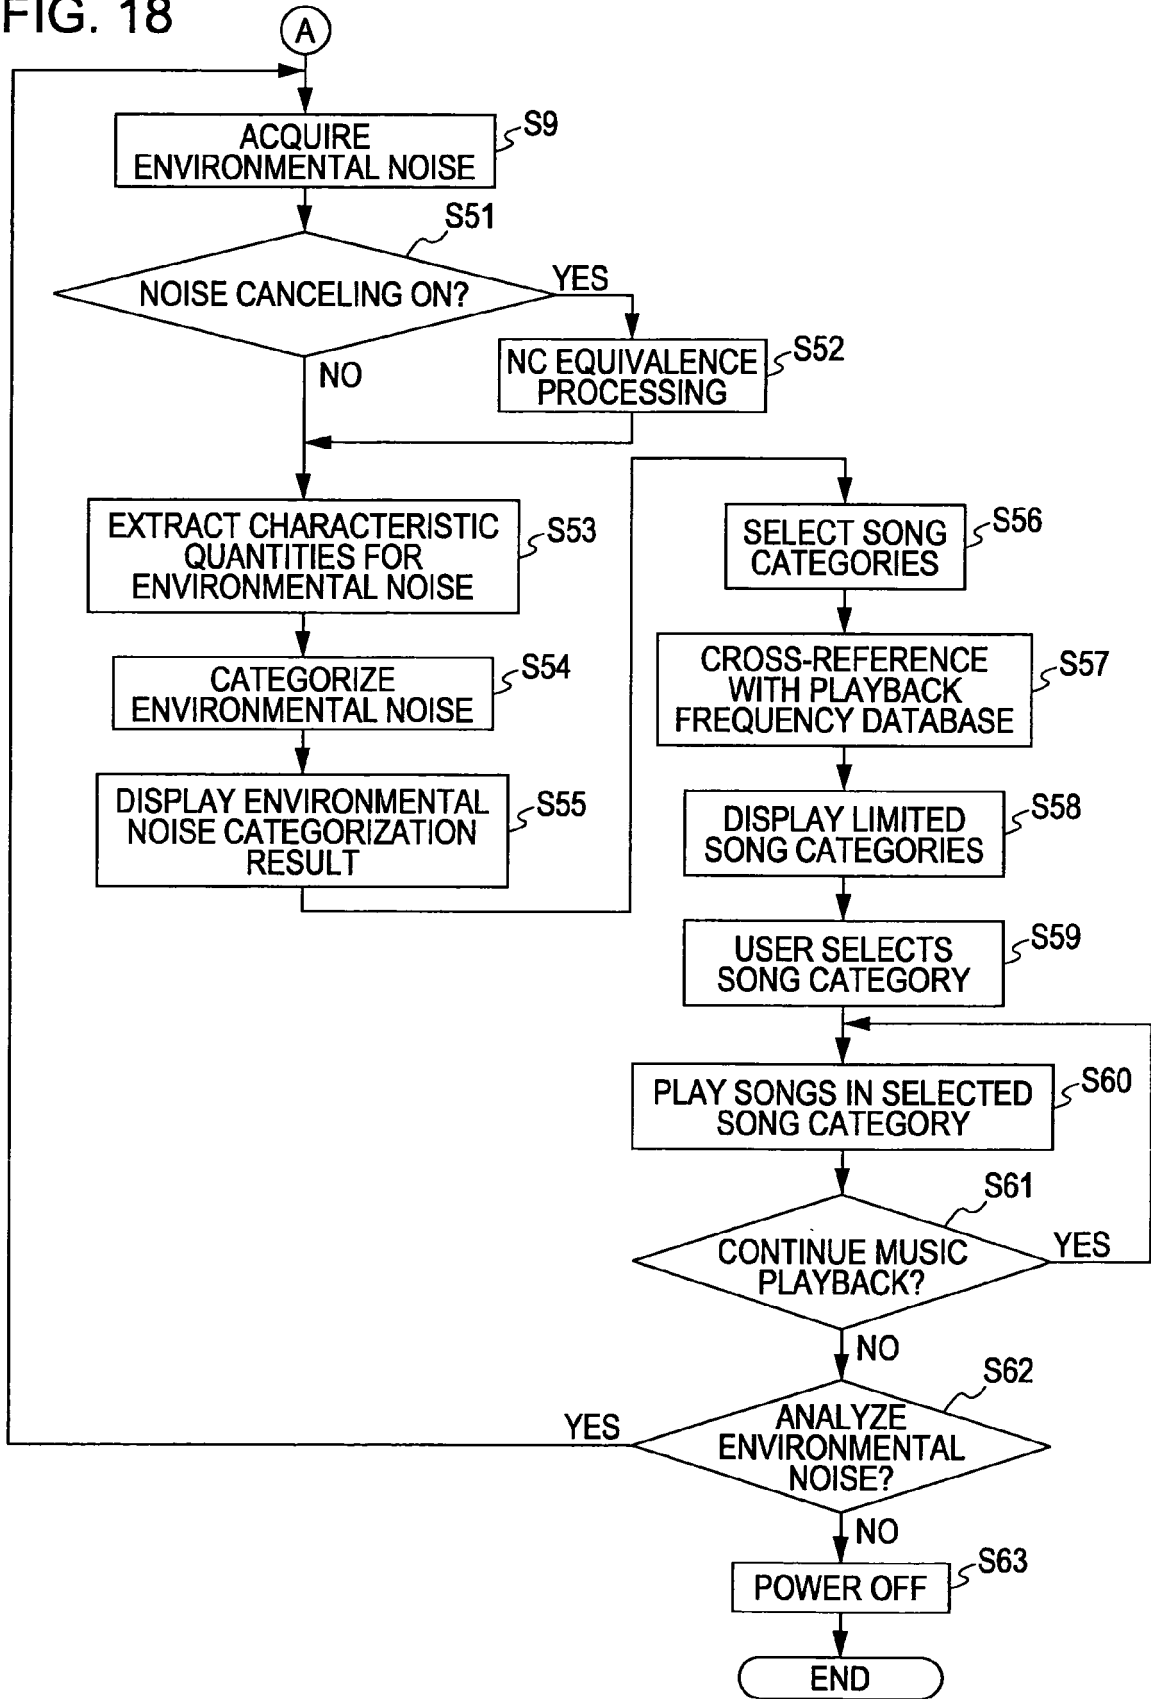 FIG. 18
A
ACQUIRE
ENVIRONMENTAL NOISE
S9
S51
NOISE CANCELING ON?
YES
NO
NC EQUIVALENCE
PROCESSING
S52
EXTRACT CHARACTERISTIC
QUANTITIES FOR
ENVIRONMENTAL NOISE
S53
CATEGORIZE
ENVIRONMENTAL NOISE
S54
DISPLAY ENVIRONMENTAL
NOISE CATEGORIZATION
RESULT
S55
SELECT SONG
CATEGORIES
S56
CROSS-REFERENCE
WITH PLAYBACK
FREQUENCY DATABASE
S57
DISPLAY LIMITED
SONG CATEGORIES
S58
USER SELECTS
SONG CATEGORY
S59
PLAY SONGS IN SELECTED
SONG CATEGORY
S60
S61
CONTINUE MUSIC
PLAYBACK?
YES
NO
S62
ANALYZE
ENVIRONMENTAL
NOISE?
YES
NO
POWER OFF
S63
END